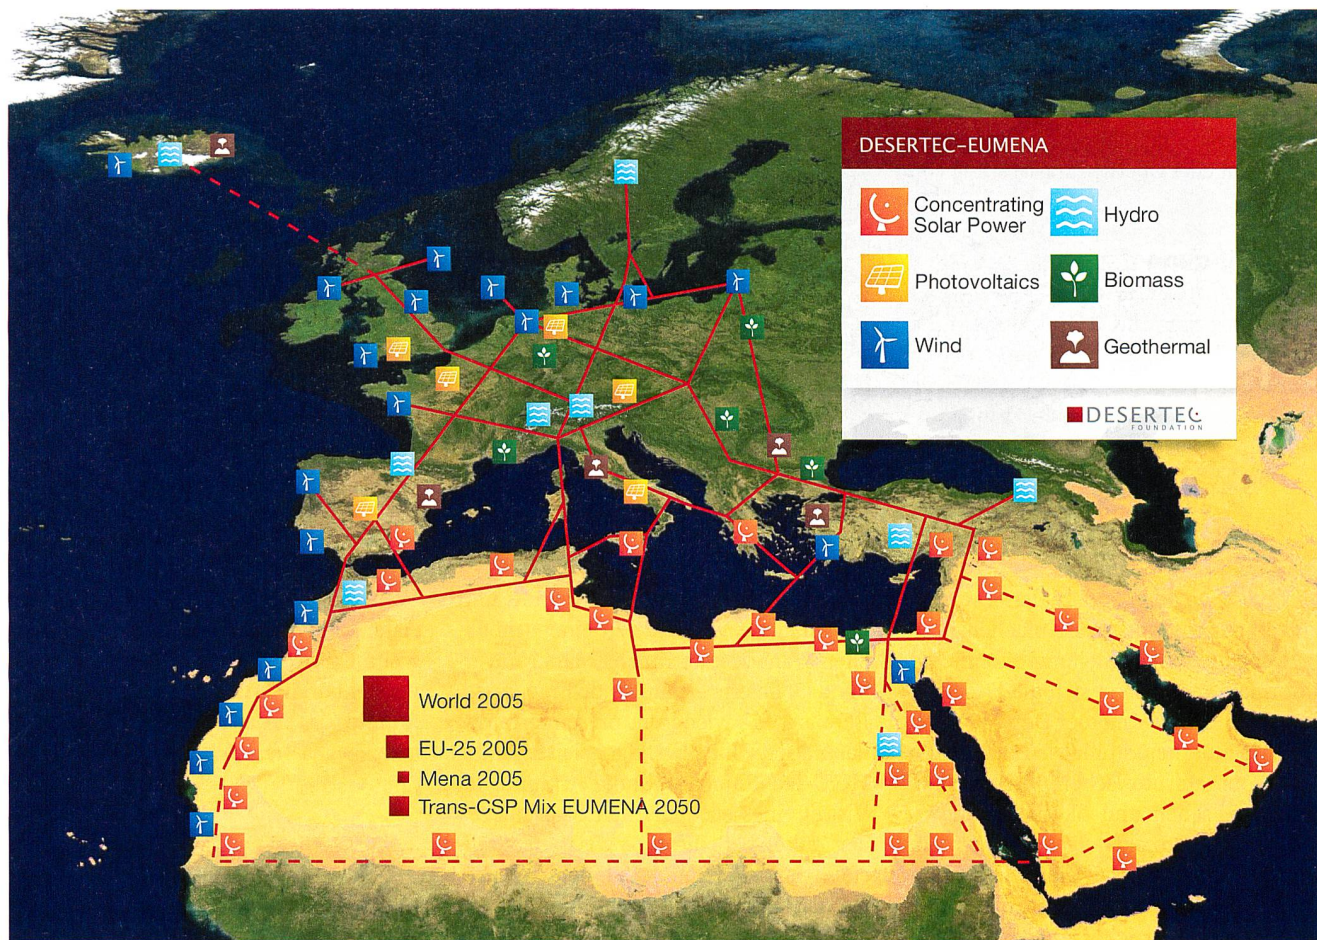 DESERTEC-EUMENA
Concentrating
Solar Power
Hydro
Photovoltaics
Biomass
Wind
Geothermal
DESERTEC
FOUNDATION
World 2005
EU-25 2005
Mena 2005
Trans-CSP Mix EUMENA 2050